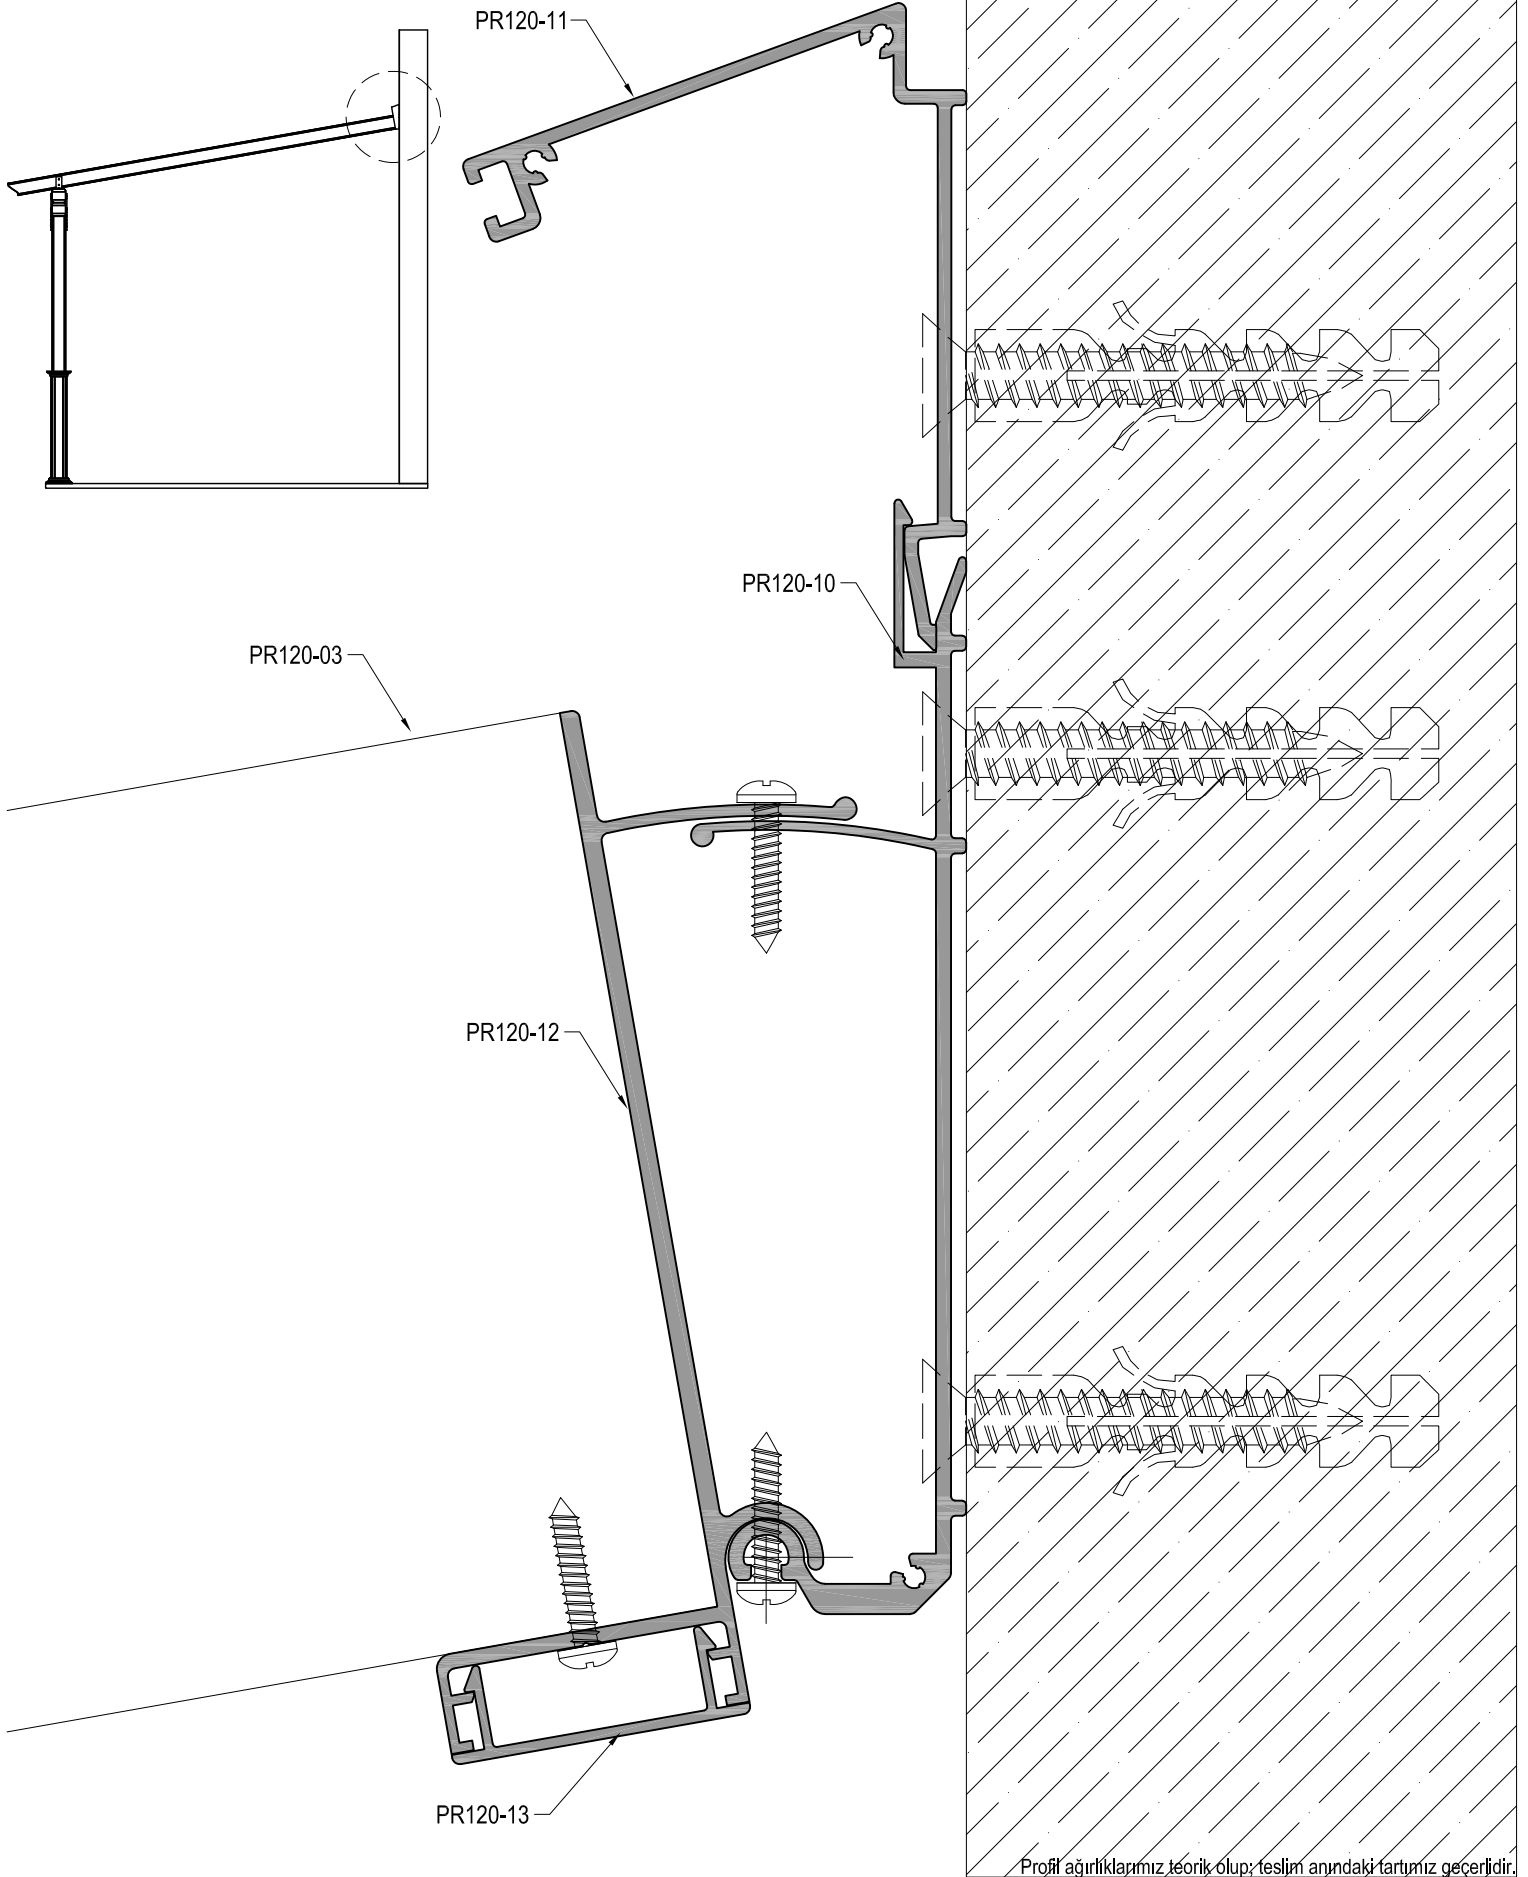 PR120-11
PR120-10
PR120-03
PR120-12
PR120-13
Profil ağırlıklarımız teorik olup; teslim anındaki tartımız geçerlidir.